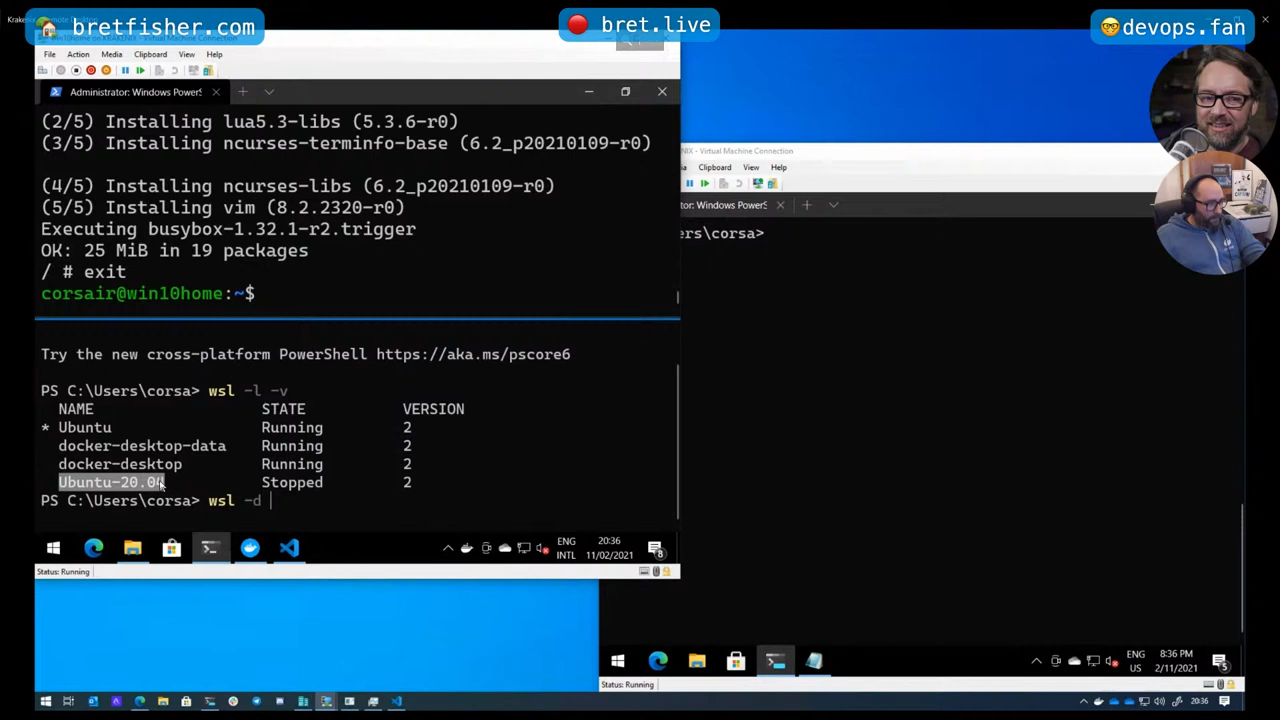 bretfisher.com
bret.live
devops.fan
File Action Media Clipboard View Help
Administrator: Windows PowerS
(2/5) Installing lua5.3-libs (5.3.6-r0)
(3/5) Installing ncurses-terminfo-base (6.2_p20210109-r0)
(4/5) Installing ncurses-libs (6.2_p20210109-r0)
(5/5) Installing vim (8.2.2320-r0)
Executing busybox-1.32.1-r2.trigger
OK: 25 MiB in 19 packages
/ # exit
corsair@win10home:~$
Try the new cross-platform PowerShell https://aka.ms/pscore6
PS C:\Users\corsa> wsl -l -v
NAME STATE VERSION
* Ubuntu Running 2
docker-desktop-data Running 2
docker-desktop Running 2
Ubuntu-20.04 Stopped 2
PS C:\Users\corsa> wsl -d
ENG
INTL
20:36
11/02/2021
8
Status: Running
NIX - Virtual Machine Connection
Clipboard View Help
tor: Windows PowerS
ers\corsa>
ENG
US
8:36 PM
2/11/2021
5
Status: Running
20:36